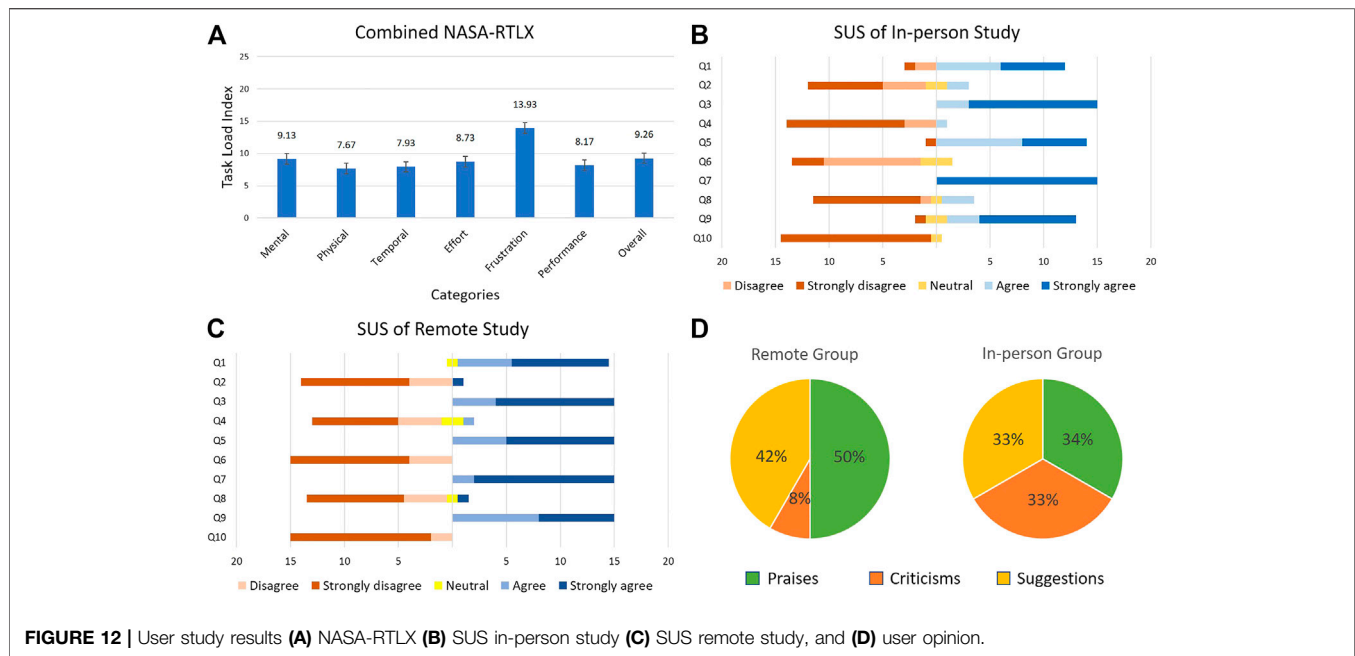 A
Combined NASA-RTLX
Task Load Index
25
20
15
10
5
0
9.13
7.67
7.93
8.73
13.93
8.17
9.26
Mental
Physical
Temporal
Effort
Frustration
Performance
Overall
Categories
B
SUS of In-person Study
Q1
Q2
Q3
Q4
Q5
Q6
Q7
Q8
Q9
Q10
20 15 10 5 5 10 15 20
Disagree Strongly disagree Neutral Agree Strongly agree
C
SUS of Remote Study
Q1
Q2
Q3
Q4
Q5
Q6
Q7
Q8
Q9
Q10
20 15 10 5 5 10 15 20
Disagree Strongly disagree Neutral Agree Strongly agree
D
Remote Group
42%
50%
8%
In-person Group
33%
34%
33%
Praises Criticisms Suggestions
FIGURE 12 | User study results (A) NASA-RTLX (B) SUS in-person study (C) SUS remote study, and (D) user opinion.